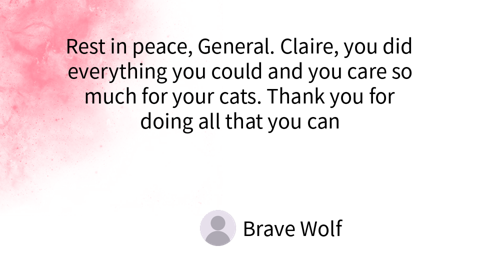 Rest in peace, General. Claire, you did
everything you could and you care so
much for your cats. Thank you for
doing all that you can
Brave Wolf